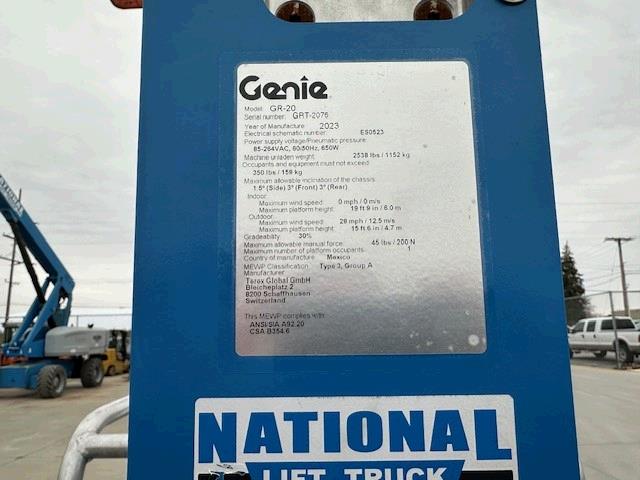 Genie
Model: GR-20
Serial number: GRT-2076
Year of Manufacture: 2023
Electrical schematic number: ES0523
Power supply voltage/Pneumatic pressure:
85-264VAC, 60/50Hz, 650W
Machine unladen weight: 2538 lbs / 1152 kg
Occupants and equipment must not exceed:
350 lbs / 159 kg
Maximum allowable inclination of the chassis:
1.5° (Side) 3° (Front) 3° (Rear)
Indoor:
Maximum wind speed: 0 mph / 0 m/s
Maximum platform height: 19 ft 9 in / 6.0 m
Outdoor:
Maximum wind speed: 28 mph / 12.5 m/s
Maximum platform height: 15 ft 6 in / 4.7 m
Gradeability: 30%
Maximum allowable manual force: 45 lbs / 200 N
Maximum number of platform occupants: 1
Country of manufacture: Mexico
MEWP Classification: Type 3, Group A
Manufacturer:
Terex Global GmbH
Bleicheplatz 2
8200 Schaffhausen
Switzerland
This MEWP complies with:
ANSI/SIA A92.20
CSA B354.6
NATIONAL
LIFT TRUCK